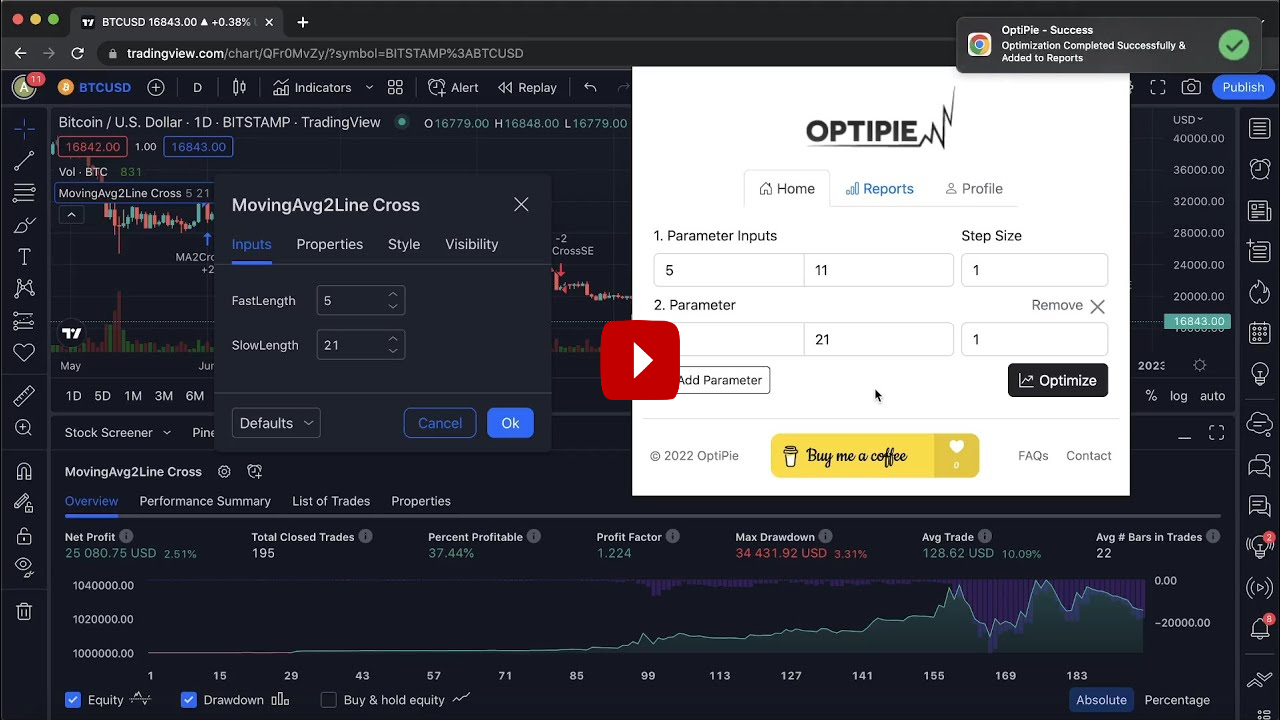 BTCUSD 16843.00 ▲ +0.38%
tradingview.com/chart/
?symbol=BITSTAMP%3ABTCUSD
OptiPie - Success
Optimization Completed Successfully &
Added to Reports
A 11
BTCUSD D Indicators Alert Replay Publish
Bitcoin / U.S. Dollar · 1D · BITSTAMP · TradingView O16779.00 H16848.00 L16779.00
16842.00 1.00 16843.00
Vol · BTC 831
MovingAvg2Line Cross 5 21
MA2Cro
+2
-2
CrossSE
May Jun
1D 5D 1M 3M 6M
MovingAvg2Line Cross
Inputs Properties Style Visibility
FastLength 5
SlowLength 21
Defaults Cancel Ok
OPTIPIE
Home Reports Profile
1. Parameter Inputs Step Size
5 11 1
2. Parameter Remove
21 1
Add Parameter Optimize
© 2022 OptiPie Buy me a coffee 0 FAQs Contact
USD
40000.00
36000.00
32000.00
28000.00
24000.00
20000.00
16843.00
2023
% log auto
Stock Screener Pine
MovingAvg2Line Cross
Overview Performance Summary List of Trades Properties
Net Profit Total Closed Trades Percent Profitable Profit Factor Max Drawdown Avg Trade Avg # Bars in Trades
25 080.75 USD 2.51% 195 37.44% 1.224 34 431.92 USD 3.31% 128.62 USD 10.09% 22
1040000.00
1020000.00
1000000.00
0.00
−20000.00
1 15 29 43 57 71 85 99 113 127 141 155 169 183
Equity Drawdown Buy & hold equity Absolute Percentage
2
8